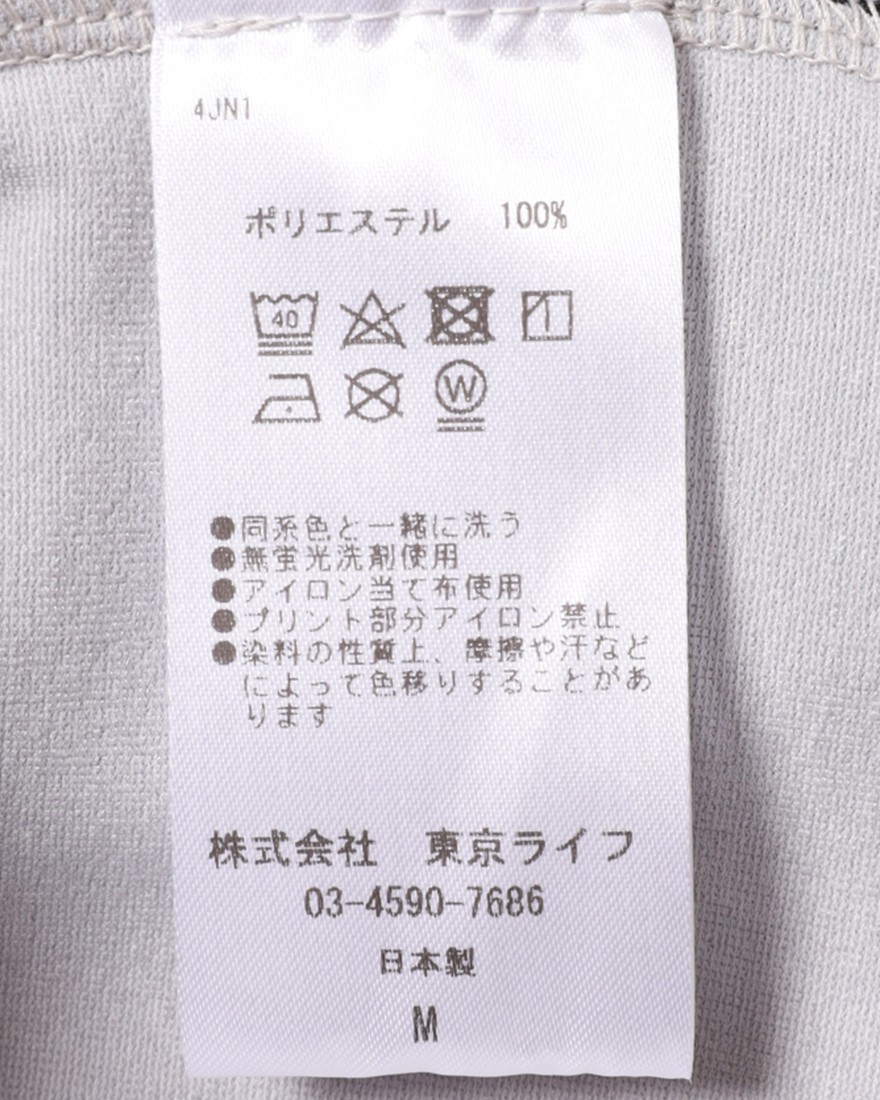 4JN1
ポリエステル 100%
40
W
●同系色と一緒に洗う
●無蛍光洗剤使用
●アイロン当て布使用
●プリント部分アイロン禁止
●染料の性質上、摩擦や汗など
によって色移りすることがあ
ります
株式会社 東京ライフ
03-4590-7686
日本製
M